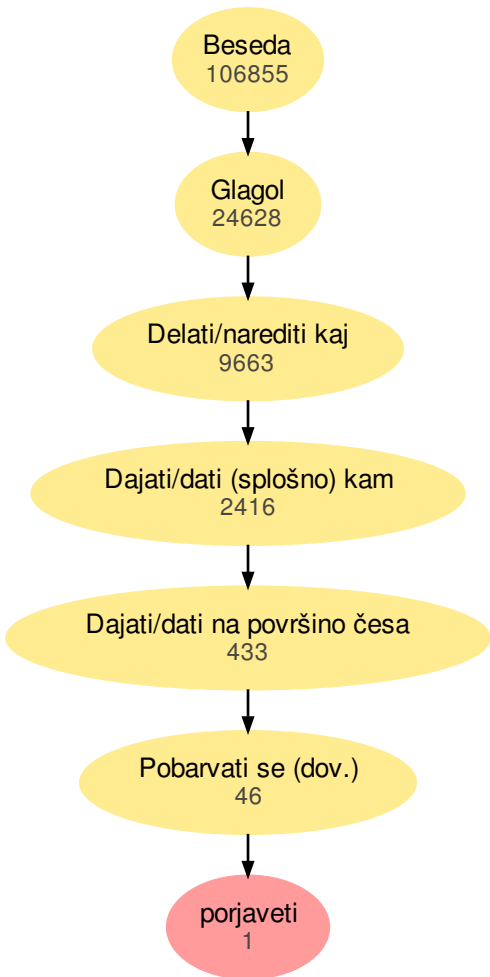 Beseda
106855
Glagol
24628
Delati/narediti kaj
9663
Dajati/dati (splošno) kam
2416
Dajati/dati na površino česa
433
Pobarvati se (dov.)
46
porjaveti
1